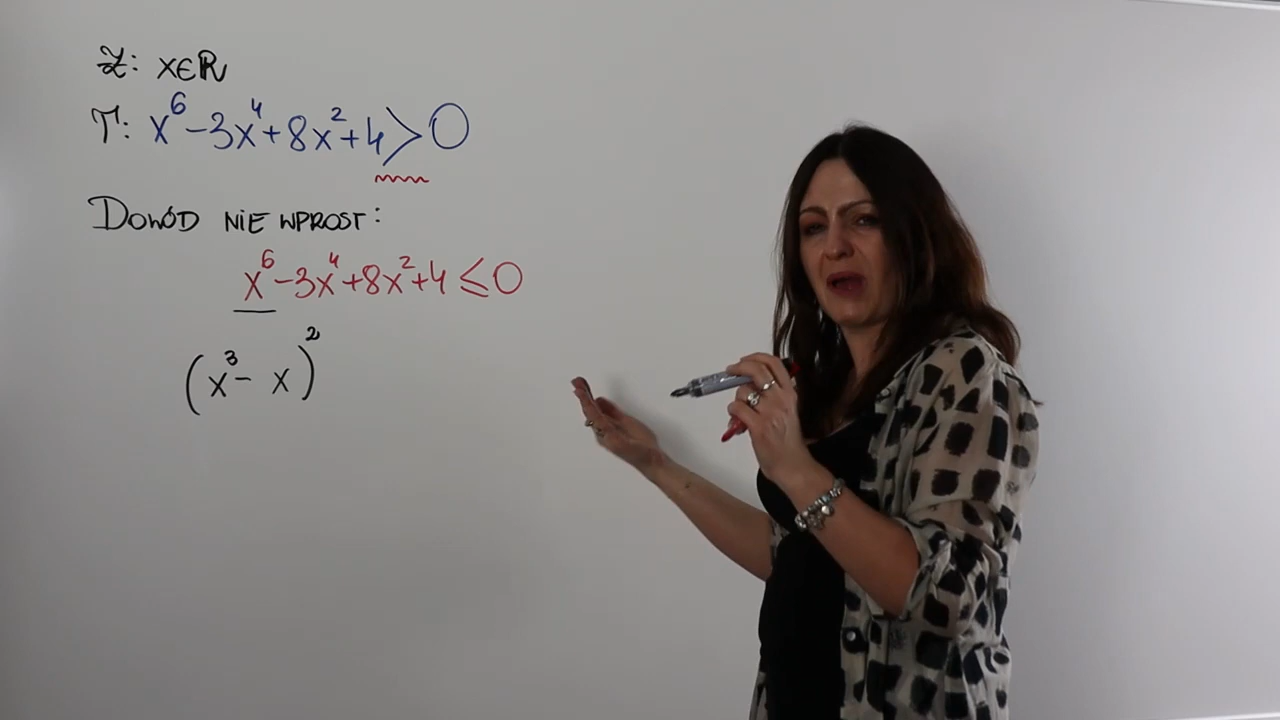 Z: x∈ℝ
T: x⁶-3x⁴+8x²+4>0
DOWÓD NIE WPROST:
x⁶-3x⁴+8x²+4≤0
(x³- x)²